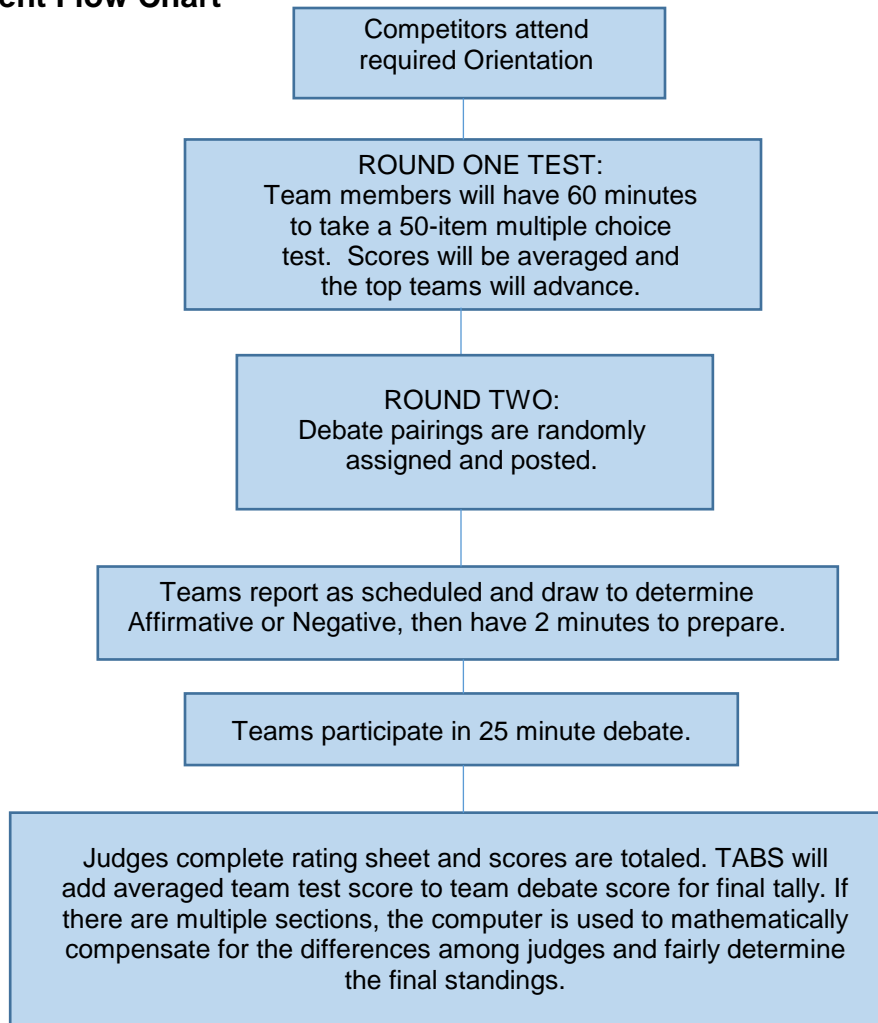 ent Flow Chart
Competitors attend
required Orientation
ROUND ONE TEST:
Team members will have 60 minutes
to take a 50-item multiple choice
test.  Scores will be averaged and
the top teams will advance.
ROUND TWO:
Debate pairings are randomly
assigned and posted.
Teams report as scheduled and draw to determine
Affirmative or Negative, then have 2 minutes to prepare.
Teams participate in 25 minute debate.
Judges complete rating sheet and scores are totaled. TABS will
add averaged team test score to team debate score for final tally. If
there are multiple sections, the computer is used to mathematically
compensate for the differences among judges and fairly determine
the final standings.